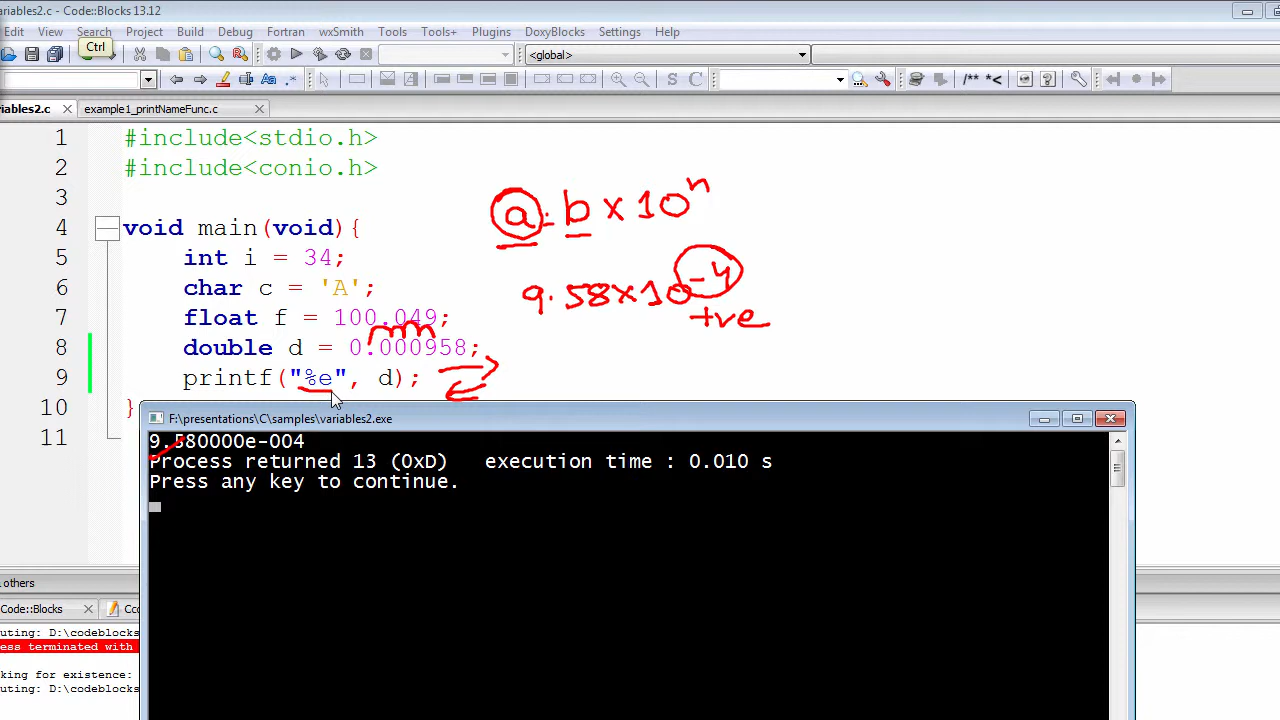 ariables2.c - Code::Blocks 13.12
Edit View Search Project Build Debug Fortran wxSmith Tools Tools+ Plugins DoxyBlocks Settings Help
Ctrl
<global>
S C /** *<
ariables2.c example1_printNameFunc.c
1 #include<stdio.h>
2 #include<conio.h>
3
4 void main(void){
5 int i = 34;
6 char c = 'A';
7 float f = 100.049;
8 double d = 0.000958;
9 printf("%e", d);
10 }
11
a . b x 10 n
9.58x10 -4
+ve
F:\presentations\C\samples\variables2.exe
9.580000e-004
Process returned 13 (0xD) execution time : 0.010 s
Press any key to continue.
others
Code::Blocks
uting: D:\codeblocks
ess terminated with
king for existence:
uting: D:\codeblocks